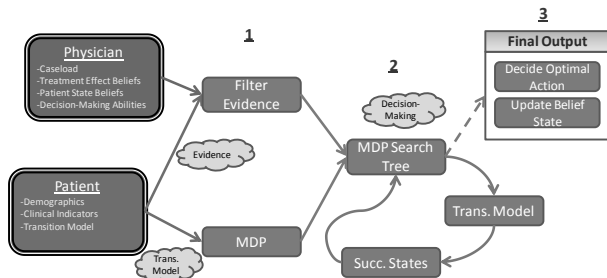 1
2
3
Physician
-Caseload
-Treatment Effect Beliefs
-Patient State Beliefs
-Decision-Making Abilities
Patient
-Demographics
-Clinical Indicators
-Transition Model
Filter
Evidence
Evidence
Trans.
Model
MDP
Decision-
Making
MDP Search
Tree
Trans. Model
Succ. States
Final Output
Decide Optimal
Action
Update Belief
State